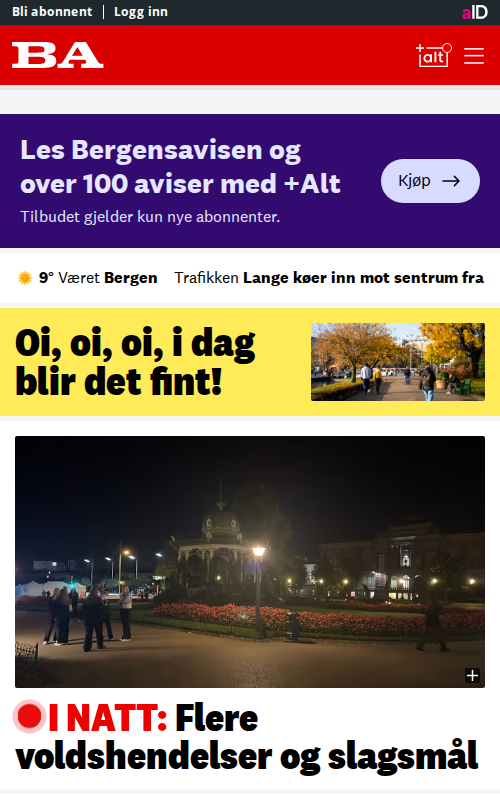 Bli abonnent | Logg inn
aID
BA
+alt
Les Bergensavisen og
over 100 aviser med +Alt
Tilbudet gjelder kun nye abonnenter.
Kjøp →
9° Været Bergen Trafikken Lange køer inn mot sentrum fra
Oi, oi, oi, i dag
blir det fint!
I NATT: Flere
voldshendelser og slagsmål